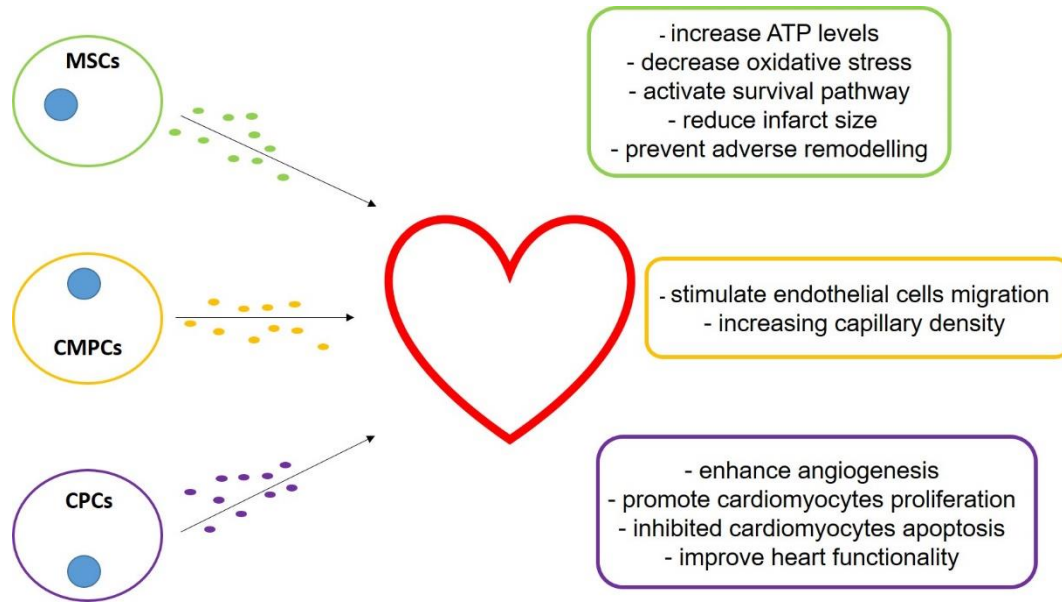 MSCs
- increase ATP levels
- decrease oxidative stress
- activate survival pathway
- reduce infarct size
- prevent adverse remodelling
CMPCs
- stimulate endothelial cells migration
- increasing capillary density
CPCs
- enhance angiogenesis
- promote cardiomyocytes proliferation
- inhibited cardiomyocytes apoptosis
- improve heart functionality